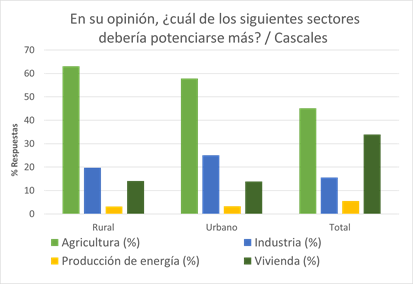 En su opinión, ¿cuál de los siguientes sectores
debería potenciarse más? / Cascales
% Respuestas
70
60
50
40
30
20
10
0
Rural Urbano Total
Agricultura (%) Industria (%)
Producción de energía (%) Vivienda (%)